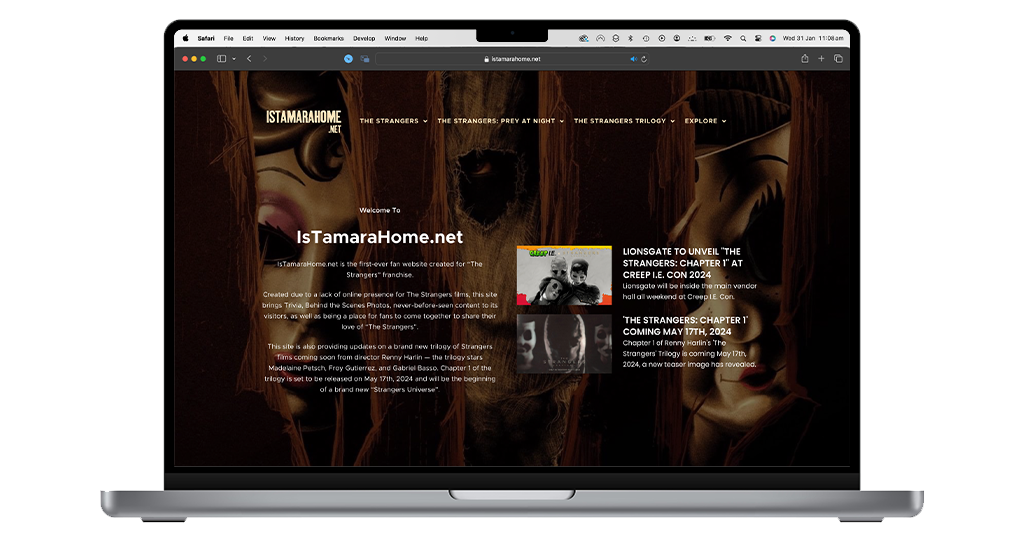 Safari File Edit View History Bookmarks Develop Window Help Wed 31 Jan 11:08 am
istamarahome.net
ISTAMARAHOME
.NET
THE STRANGERS THE STRANGERS: PREY AT NIGHT THE STRANGERS TRILOGY EXPLORE
Welcome To
IsTamaraHome.net
IsTamaraHome.net is the first-ever fan website created for "The
Strangers" franchise.
Created due to a lack of online presence for The Strangers films, this site
brings Trivia, Behind the Scenes Photos, never-before-seen content to its
visitors, as well as being a place for fans to come together to share their
love of "The Strangers".
This site is also providing updates on a brand new trilogy of Strangers
films coming soon from director Renny Harlin — the trilogy stars
Madelaine Petsch, Froy Gutierrez, and Gabriel Basso. Chapter 1 of the
trilogy is set to be released on May 17th, 2024 and will be the beginning
of a brand new "Strangers Universe".
CREEP I.E.
LIONSGATE TO UNVEIL "THE
STRANGERS: CHAPTER 1" AT
CREEP I.E. CON 2024
Lionsgate will be inside the main vendor
hall all weekend at Creep I.E. Con.
STRANGERS
'THE STRANGERS: CHAPTER 1'
COMING MAY 17TH, 2024
Chapter 1 of Renny Harlin's 'The
Strangers' Trilogy is coming May 17th,
2024, a new teaser image has revealed.